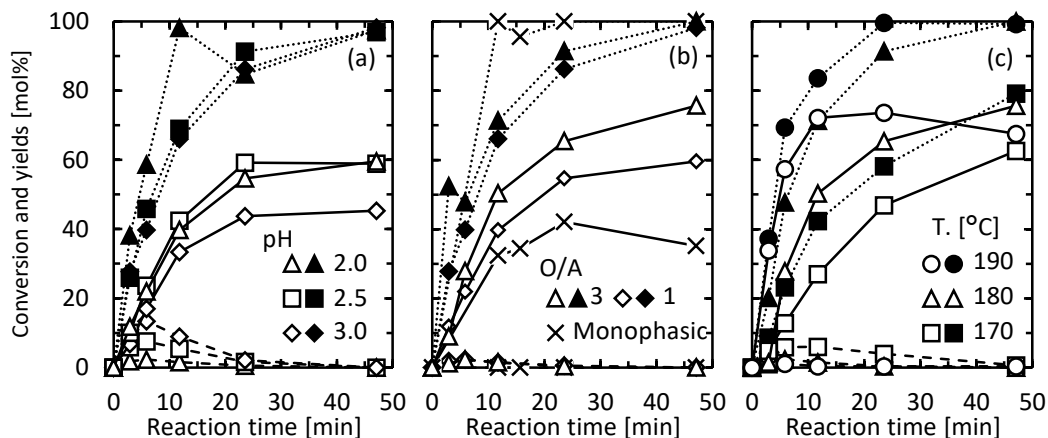 Conversion and yields [mol%]
100
80
60
40
20
0
(a)
pH
2.0
2.5
3.0
0 10 20 30 40 50
Reaction time [min]
(b)
O/A
3 1
Monophasic
0 10 20 30 40 50
Reaction time [min]
(c)
T. [°C]
190
180
170
0 10 20 30 40 50
Reaction time [min]